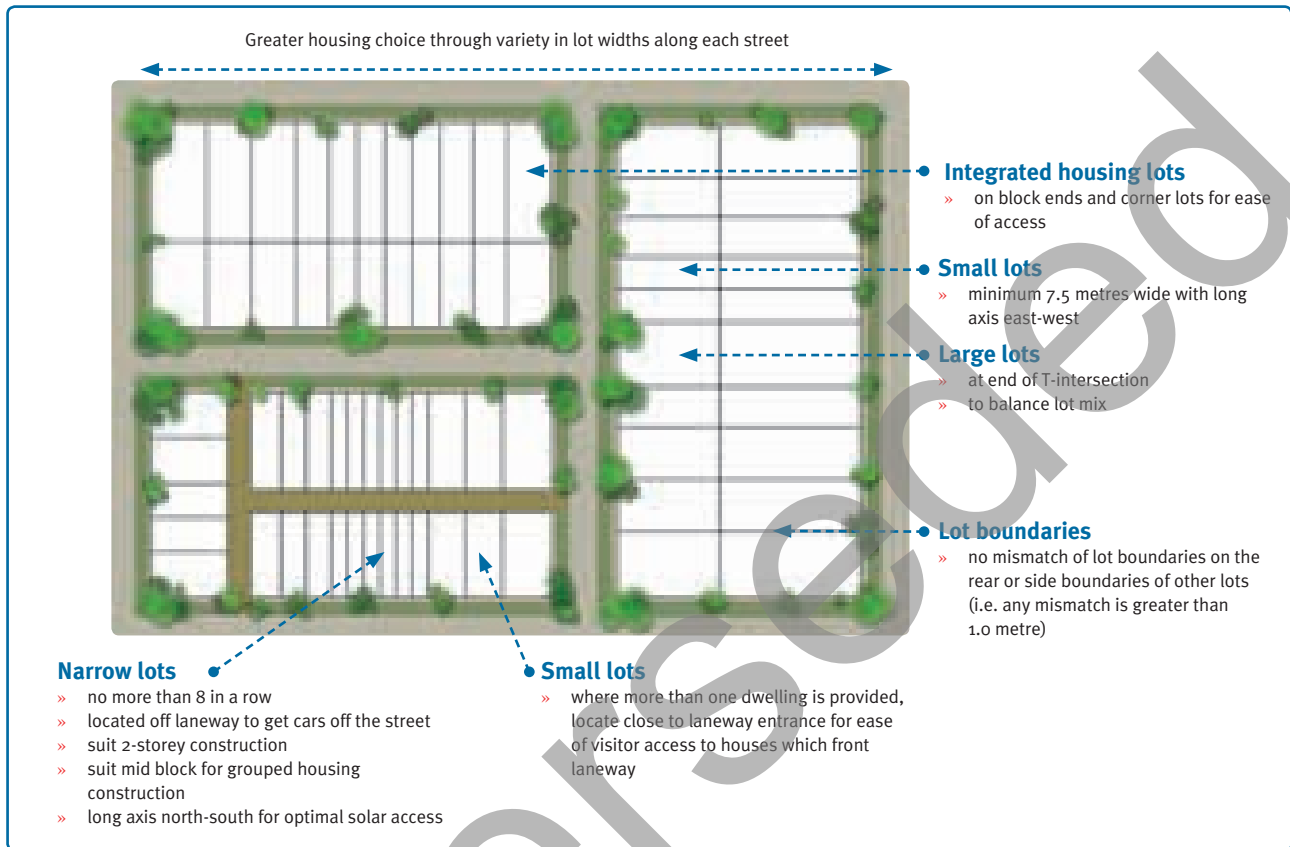 Greater housing choice through variety in lot widths along each street
Integrated housing lots
» on block ends and corner lots for ease
of access
Small lots
» minimum 7.5 metres wide with long
axis east-west
Large lots
» at end of T-intersection
» to balance lot mix
Lot boundaries
» no mismatch of lot boundaries on the
rear or side boundaries of other lots
(i.e. any mismatch is greater than
1.0 metre)
Narrow lots
» no more than 8 in a row
» located off laneway to get cars off the street
» suit 2-storey construction
» suit mid block for grouped housing
construction
» long axis north-south for optimal solar access
Small lots
» where more than one dwelling is provided,
locate close to laneway entrance for ease
of visitor access to houses which front
laneway
erseded